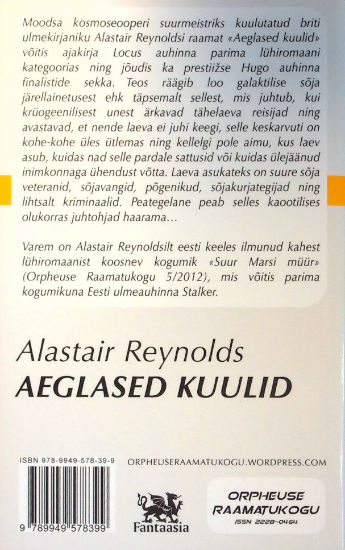 Moodsa kosmoseooperi suurmeistriks kuulutatud briti
ulmekirjaniku Alastair Reynoldsi raamat «Aeglased kuulid»
võitis ajakirja Locus auhinna parima lühiromaani
kategoorias ning jõudis ka prestiižse Hugo auhinna
finalistide sekka. Teos räägib loo galaktilise sõja
järellainetusest ehk täpsemalt sellest, mis juhtub, kui
krüogeenilisest unest ärkavad tähelaeva reisijad ning
avastavad, et nende laeva ei juhi keegi, selle keskarvuti on
kohe-kohe üles ütlemas ning kellelgi pole aimu, kus laev
asub, kuidas nad selle pardale sattusid või kuidas ülejäänud
inimkonnaga ühendust võtta. Laeva asukateks on suure sõja
veteranid, sõjavangid, põgenikud, sõjakurjategijad ning
lihtsalt kriminaalid. Peategelane peab selles kaootilises
olukorras juhtohjad haarama...
Varem on Alastair Reynoldsilt eesti keeles ilmunud kahest
lühiromaanist koosnev kogumik «Suur Marsi müür»
(Orpheuse Raamatukogu 5/2012), mis võitis parima
kogumikuna Eesti ulmeauhinna Stalker.
Alastair Reynolds
AEGLASED KUULID
ISBN 978-9949-578-39-9
ORPHEUSERAAMATUKOGU.WORDPRESS.COM
9 789949 578399
Fantaasia
ORPHEUSE
RAAMATUKOGU
ISSN 2228-0464